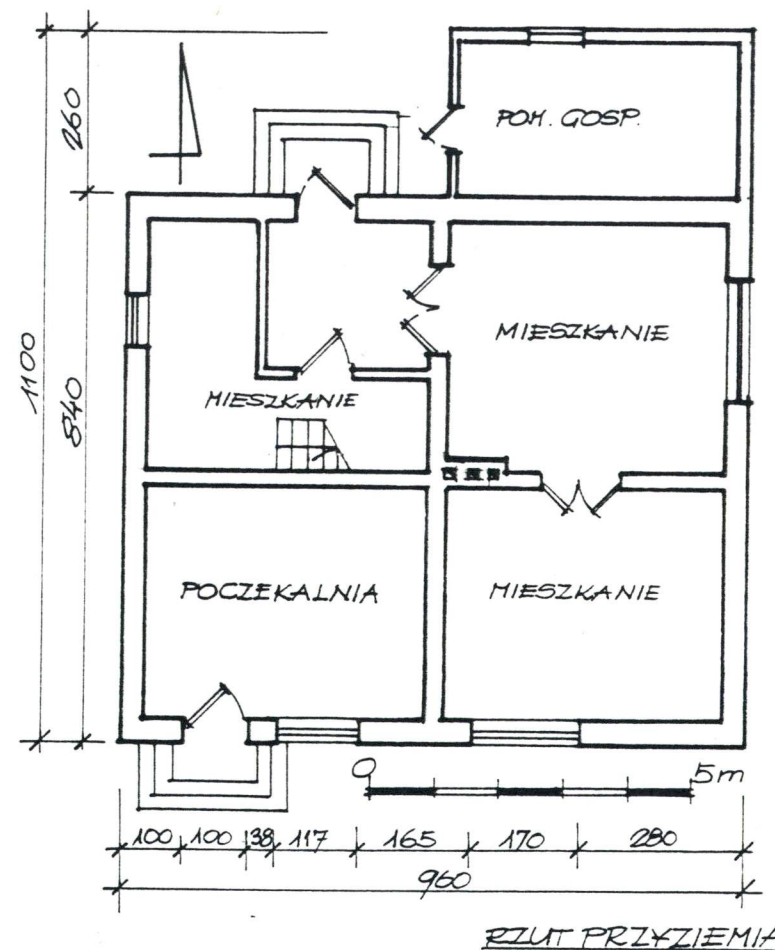 POM. GOSP.
260
1100
840
MIESZKANIE
MIESZKANIE
POCZEKALNIA
MIESZKANIE
0 5m
100 100 38 117 165 170 280
960
RZUT PRZYZIEMIA